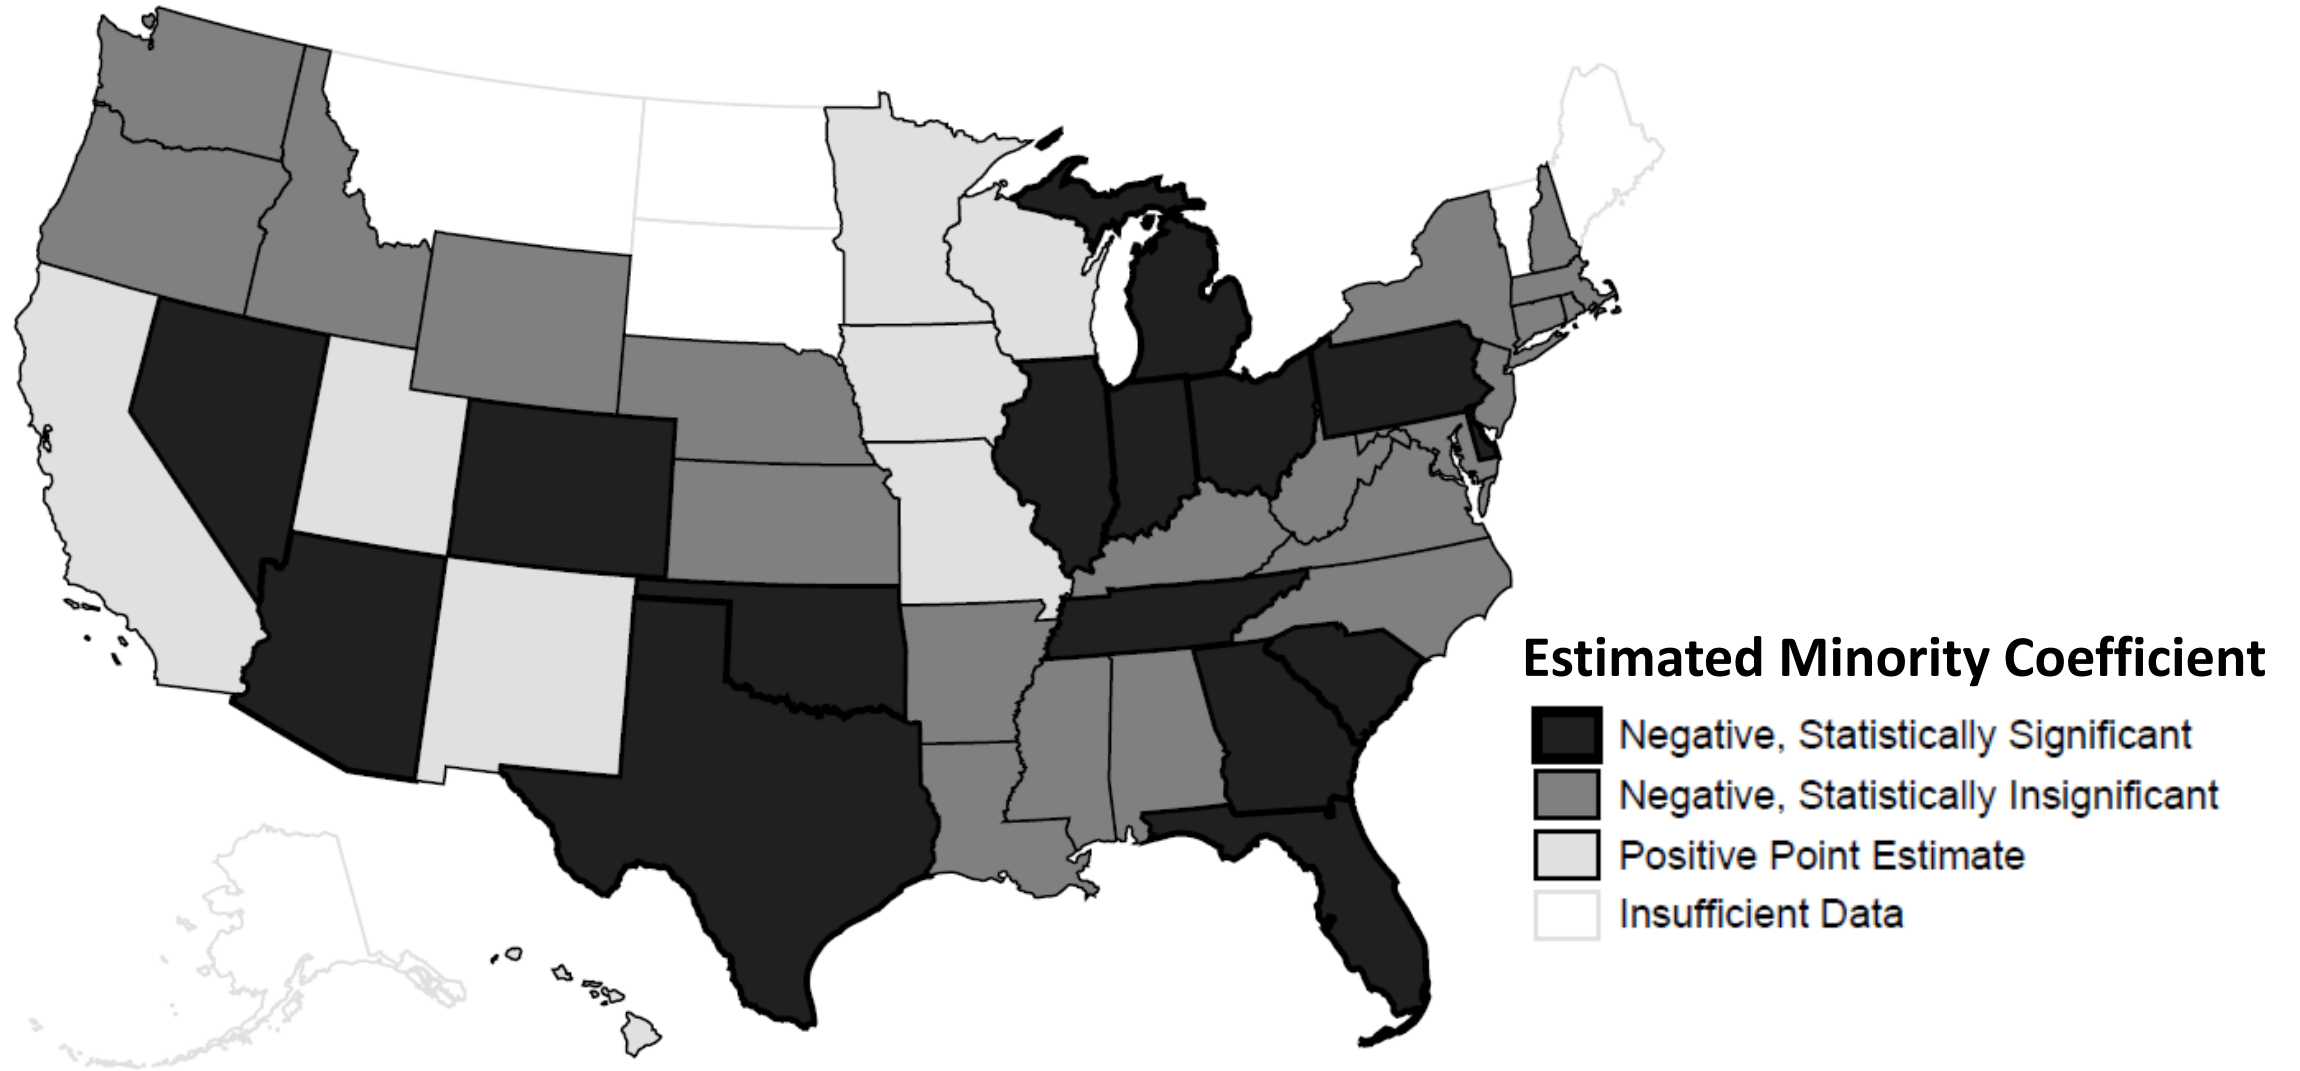 Estimated Minority Coefficient
Negative, Statistically Significant
Negative, Statistically Insignificant
Positive Point Estimate
Insufficient Data